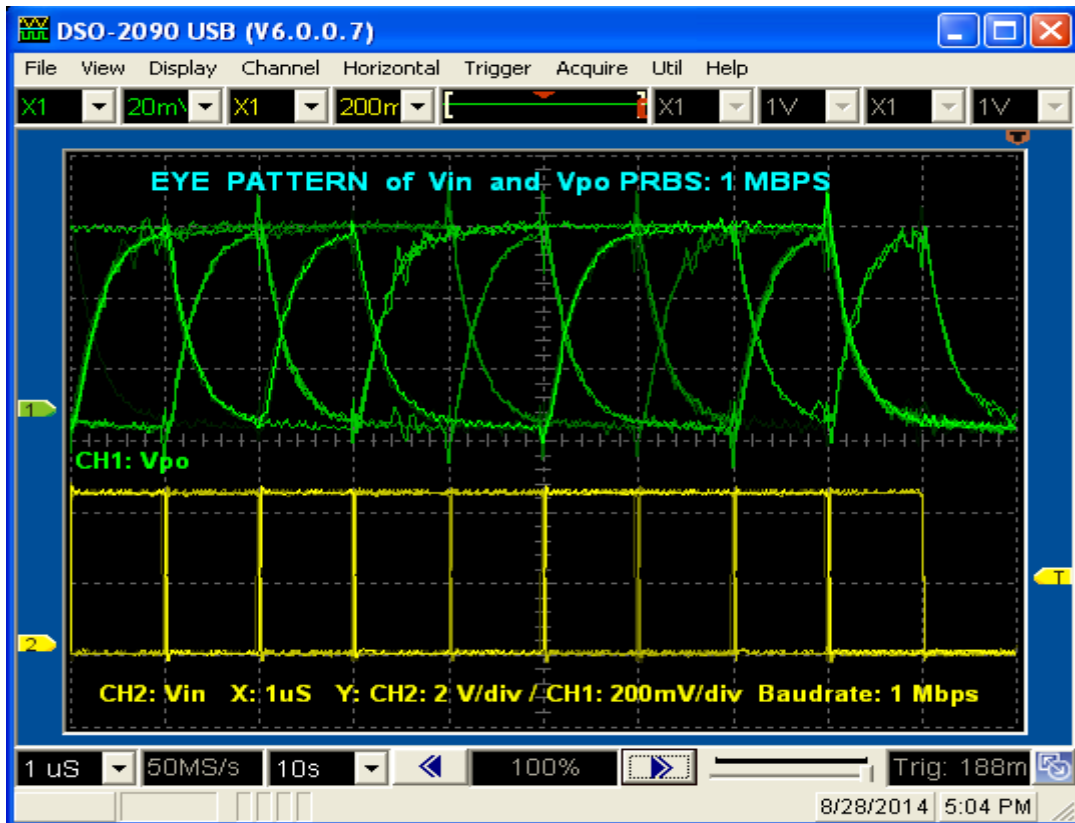 DSO-2090 USB (V6.0.0.7)
File View Display Channel Horizontal Trigger Acquire Util Help
X1 20mV X1 200m X1 1V X1 1V
T
EYE PATTERN of Vin and Vpo PRBS: 1 MBPS
1
CH1: Vpo
T
2
CH2: Vin X: 1uS Y: CH2: 2 V/div / CH1: 200mV/div Baudrate: 1 Mbps
1 uS 50MS/s 10s 100% Trig: 188m
8/28/2014 5:04 PM